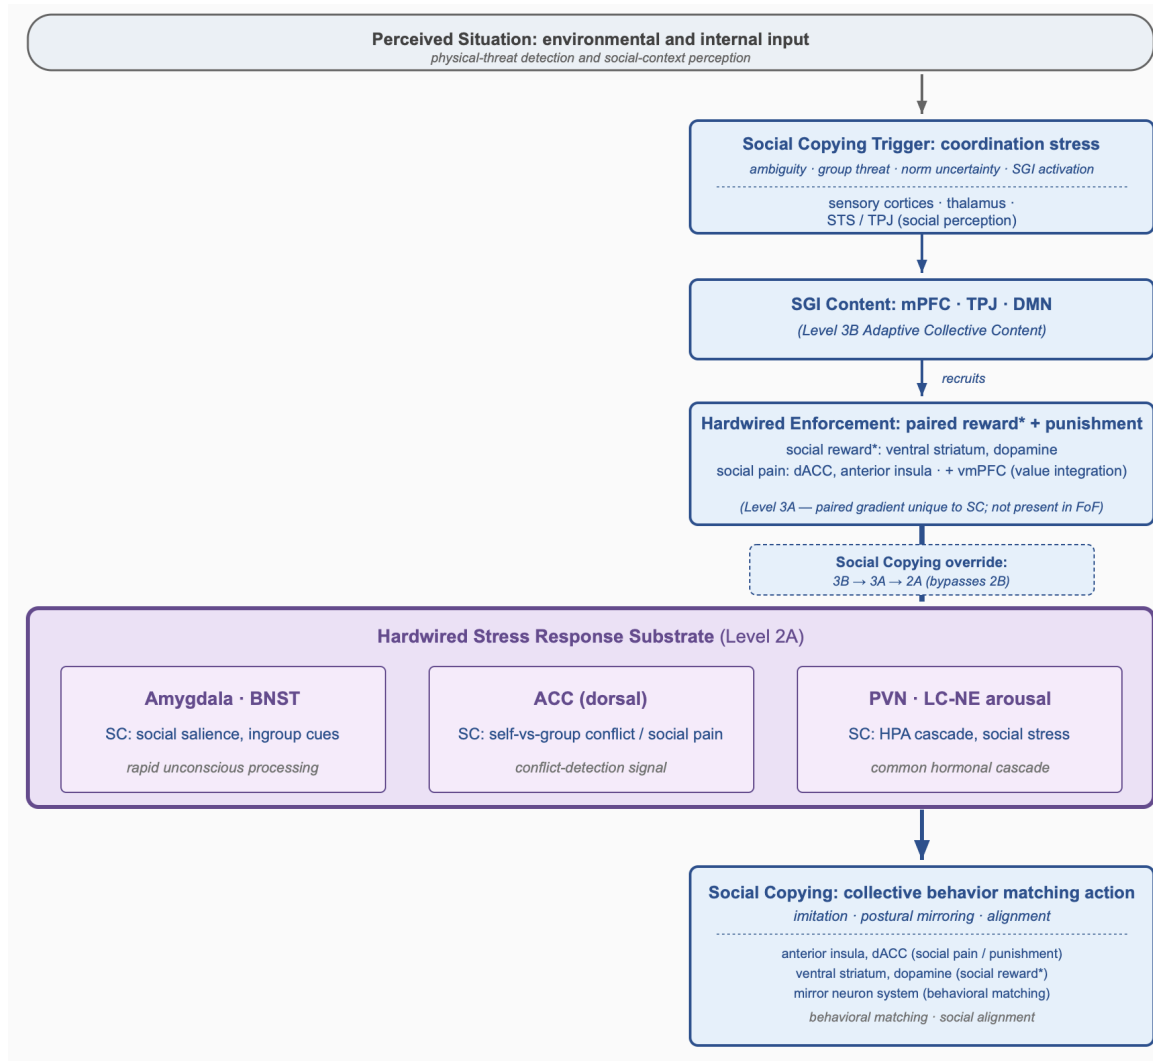 Perceived Situation: environmental and internal input
physical-threat detection and social-context perception
Social Copying Trigger: coordination stress
ambiguity · group threat · norm uncertainty · SGI activation
sensory cortices · thalamus ·
STS / TPJ (social perception)
SGI Content: mPFC · TPJ · DMN
(Level 3B Adaptive Collective Content)
recruits
Hardwired Enforcement: paired reward* + punishment
social reward*: ventral striatum, dopamine
social pain: dACC, anterior insula · + vmPFC (value integration)
(Level 3A — paired gradient unique to SC; not present in FoF)
Social Copying override:
3B → 3A → 2A (bypasses 2B)
Hardwired Stress Response Substrate (Level 2A)
Amygdala · BNST
SC: social salience, ingroup cues
rapid unconscious processing
ACC (dorsal)
SC: self-vs-group conflict / social pain
conflict-detection signal
PVN · LC-NE arousal
SC: HPA cascade, social stress
common hormonal cascade
Social Copying: collective behavior matching action
imitation · postural mirroring · alignment
anterior insula, dACC (social pain / punishment)
ventral striatum, dopamine (social reward*)
mirror neuron system (behavioral matching)
behavioral matching · social alignment